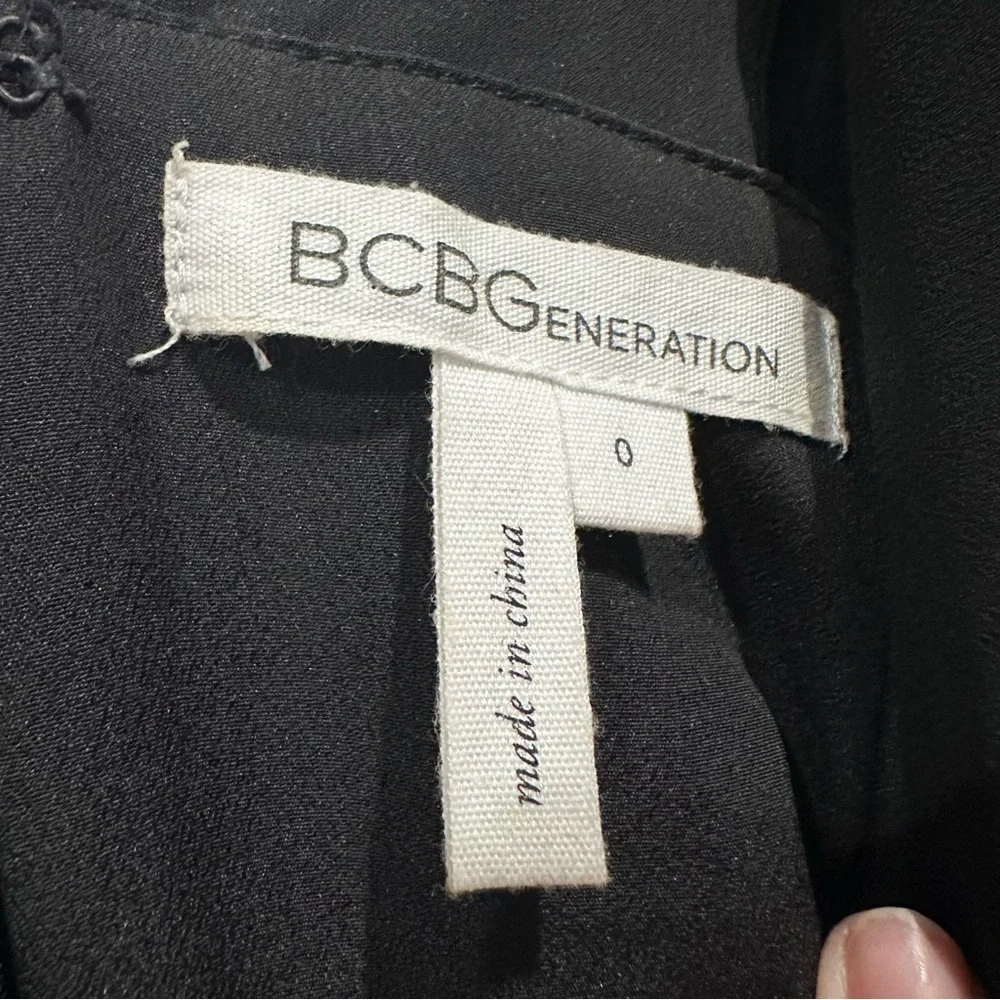 BCBGENERATION
0
made in china